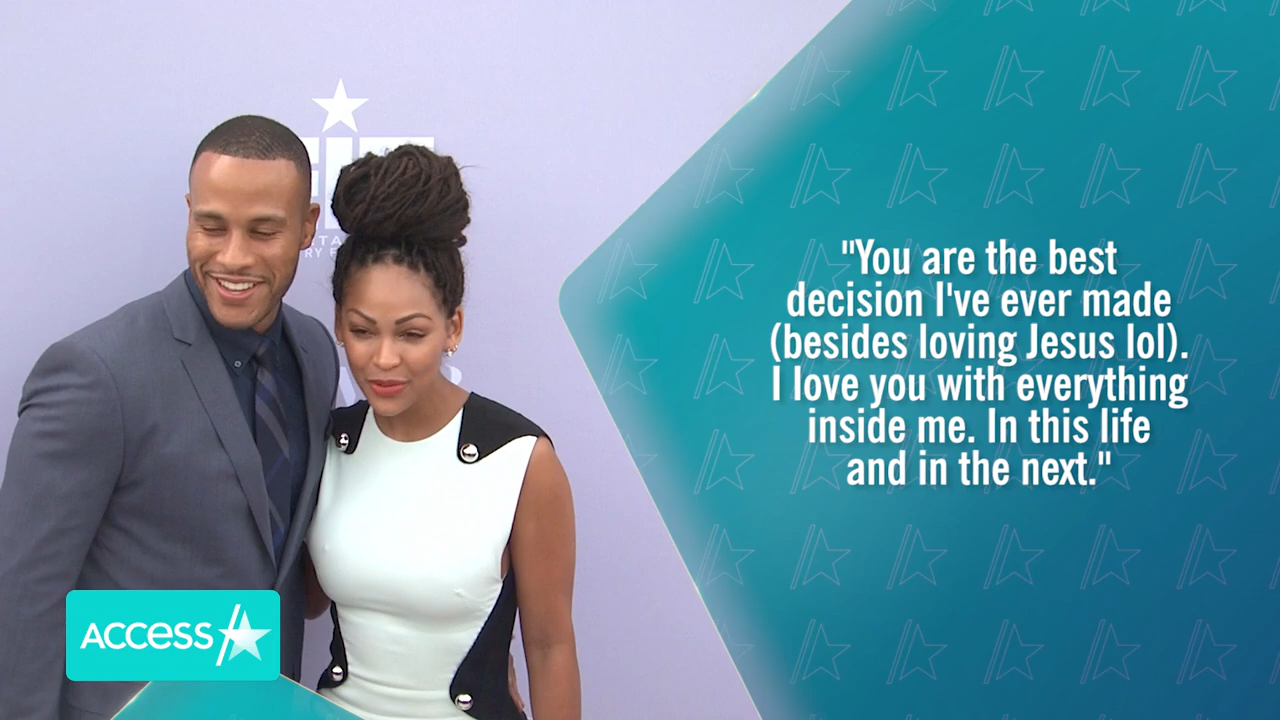 "You are the best
decision I've ever made
(besides loving Jesus lol).
I love you with everything
inside me. In this life
and in the next."
ACCESS